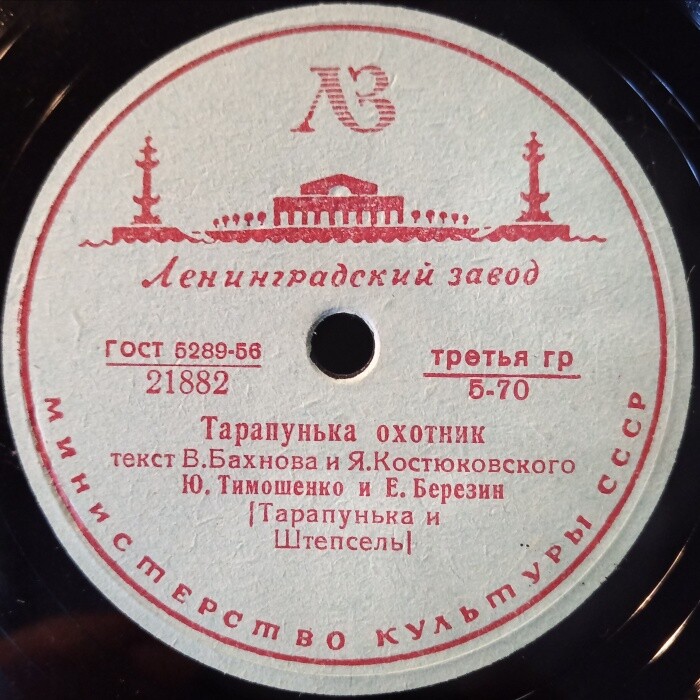 ЛЗ
Ленинградский завод
ГОСТ 5289-56
21882
третья гр
5-70
Тарапунька охотник
текст В.Бахнова и Я.Костюковского
Ю. Тимошенко и Е. Березин
|Тарапунька и
Штепсель|
МИНИСТЕРСТВО КУЛЬТУРЫ СССР